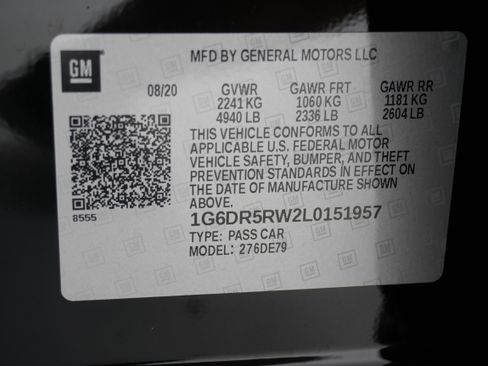 GM
MFD BY GENERAL MOTORS LLC
08/20 GVWR GAWR FRT GAWR RR
2241 KG 1060 KG 1181 KG
4940 LB 2336 LB 2604 LB
THIS VEHICLE CONFORMS TO ALL
APPLICABLE U.S. FEDERAL MOTOR
VEHICLE SAFETY, BUMPER, AND THEFT
PREVENTION STANDARDS IN EFFECT ON
THE DATE OF MANUFACTURE SHOWN
ABOVE.
8555
1G6DR5RW2L0151957
TYPE: PASS CAR
MODEL: 276DE79